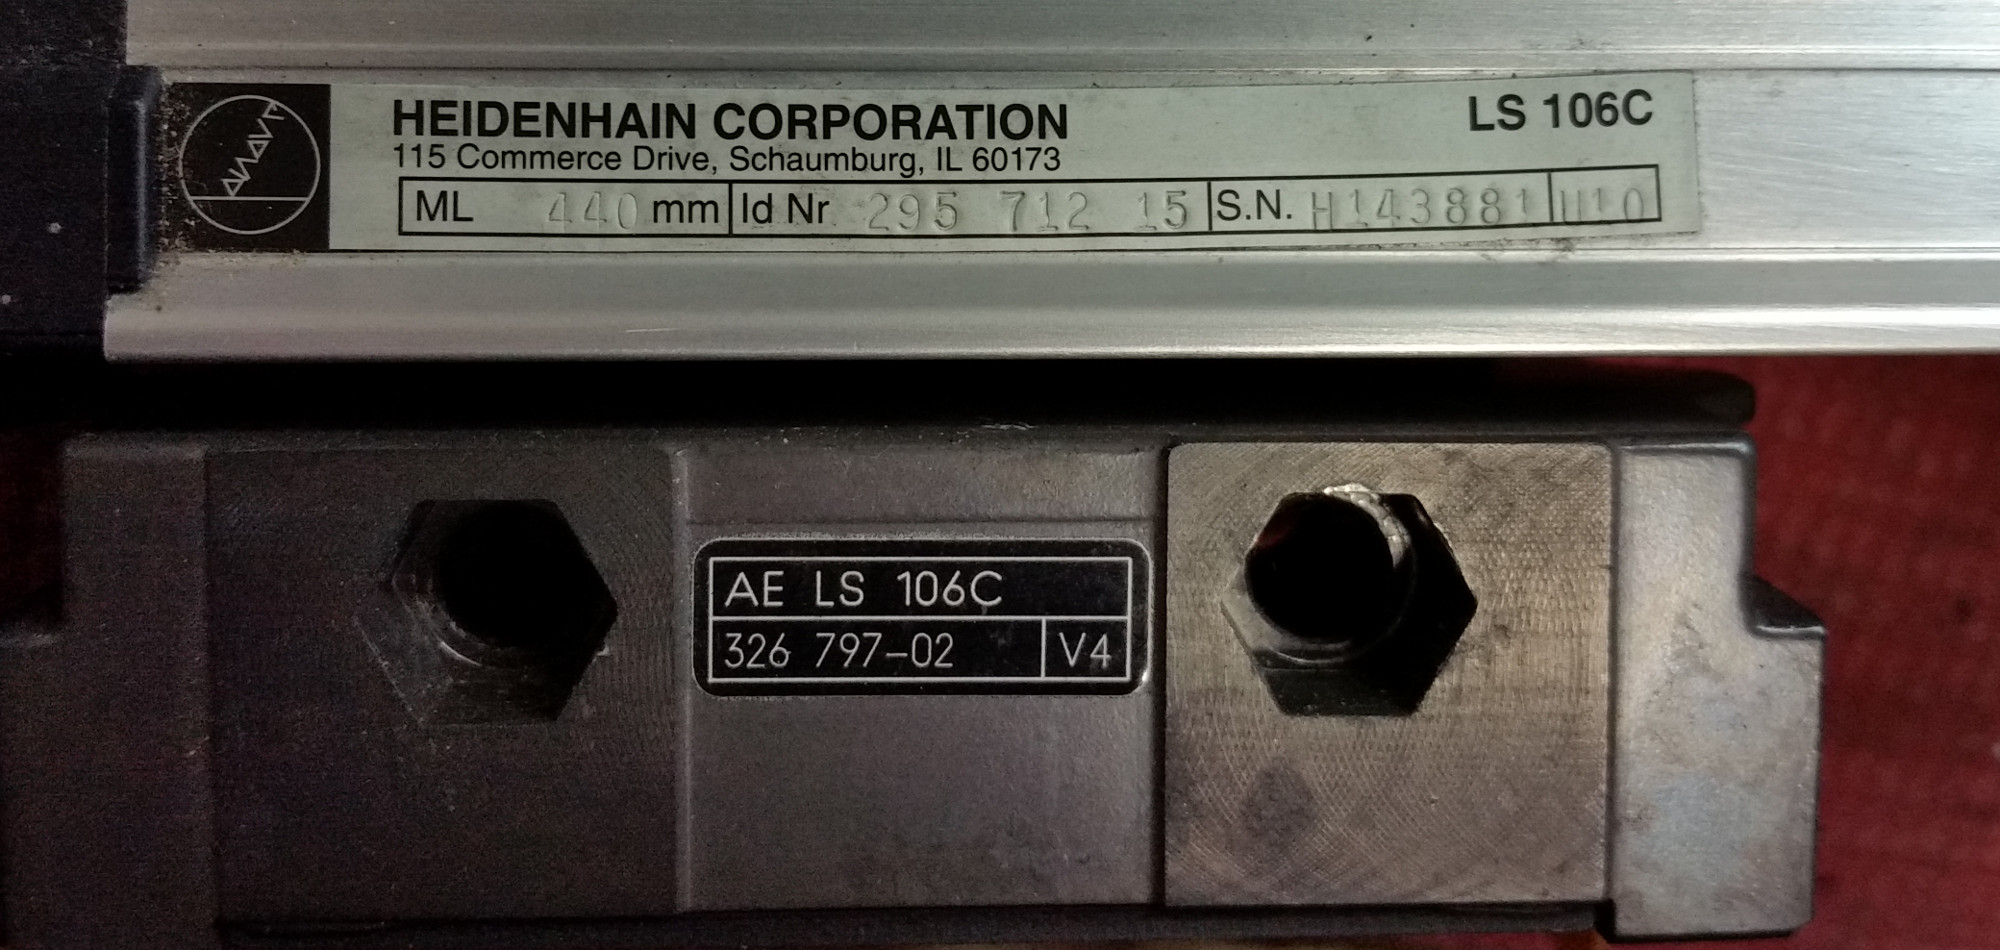 HEIDENHAIN CORPORATION LS 106C
115 Commerce Drive, Schaumburg, IL 60173
ML 440 mm Id Nr 295 712 15 S.N. H143881
AE LS 106C
326 797-02 V4